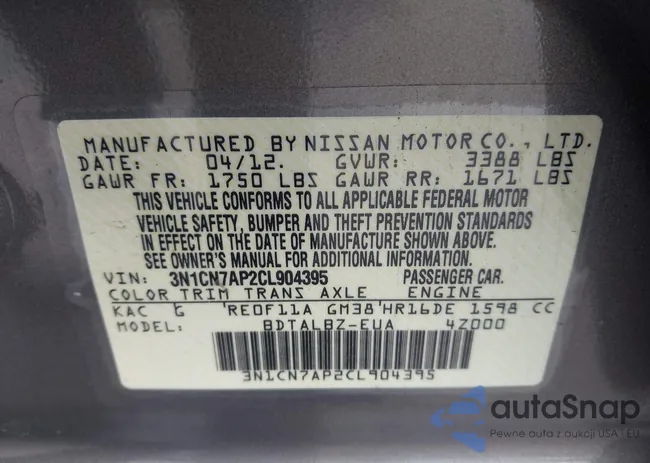 MANUFACTURED BY NISSAN MOTOR CO., LTD.
DATE: 04/12. GVWR: 3388 LBS
GAWR FR: 1750 LBS GAWR RR: 1671 LBS
THIS VEHICLE CONFORMS TO ALL APPLICABLE FEDERAL MOTOR
VEHICLE SAFETY, BUMPER AND THEFT PREVENTION STANDARDS
IN EFFECT ON THE DATE OF MANUFACTURE SHOWN ABOVE.
SEE OWNER'S MANUAL FOR ADDITIONAL INFORMATION.
VIN: 3N1CN7AP2CL904395 PASSENGER CAR.
COLOR TRIM TRANS AXLE ENGINE
KAC G 'RE0F11A GM38'HR16DE 1598 CC
MODEL: BDTALBZ-EUA 4Z000
3N1CN7AP2CL904395
autoSnap
Pewne auta z aukcji USA i EU